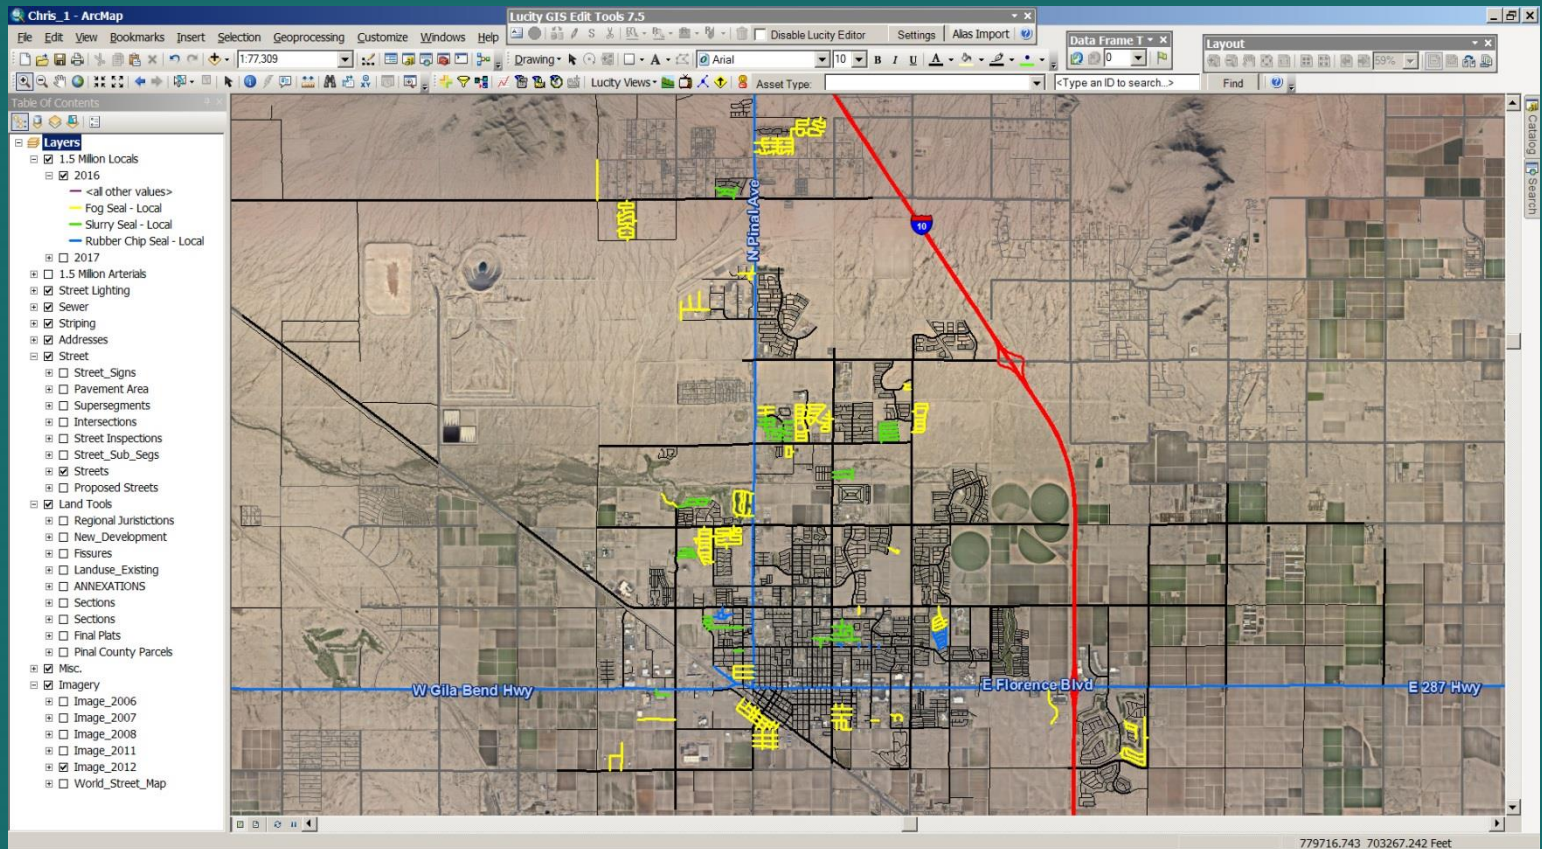 Chris_1 - ArcMap
Lucity GIS Edit Tools 7.5
File Edit View Bookmarks Insert Selection Geoprocessing Customize Windows Help
Disable Lucity Editor Settings Alias Import
Data Frame T
Layout
1:77,309
Drawing
A
Arial
10
B I U A
0
59%
Lucity Views
Asset Type:
<Type an ID to search...>
Find
Table Of Contents
Layers
1.5 Million Locals
2016
<all other values>
Fog Seal - Local
Slurry Seal - Local
Rubber Chip Seal - Local
2017
1.5 Million Arterials
Street Lighting
Sewer
Striping
Addresses
Street
Street_Signs
Pavement Area
Supersegments
Intersections
Street Inspections
Street_Sub_Segs
Streets
Proposed Streets
Land Tools
Regional Juristictions
New_Development
Fissures
Landuse_Existing
ANNEXATIONS
Sections
Sections
Final Plats
Pinal County Parcels
Misc.
Imagery
Image_2006
Image_2007
Image_2008
Image_2011
Image_2012
World_Street_Map
N Pinal Ave
10
W Gila Bend Hwy
E Florence Blvd
E 287 Hwy
Catalog
Search
779716.743 703267.242 Feet